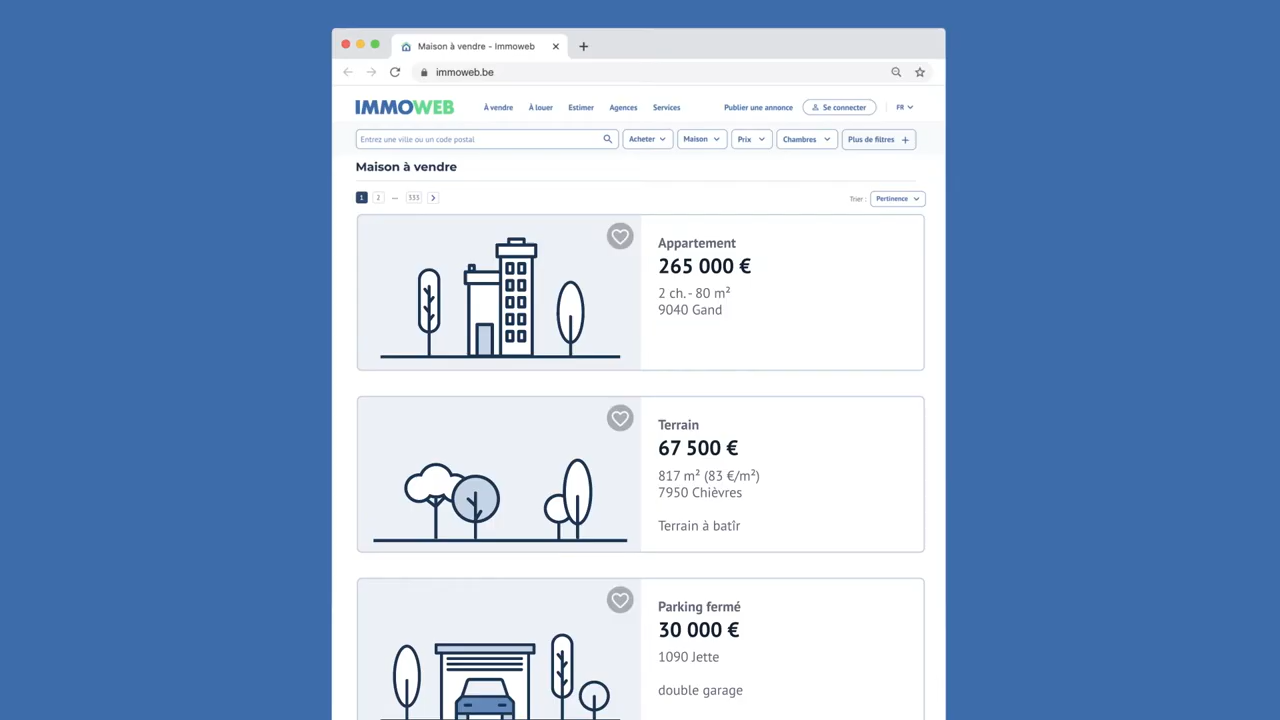 Maison à vendre - Immoweb
immoweb.be
IMMOWEB
À vendre À louer Estimer Agences Services Publier une annonce Se connecter FR
Entrez une ville ou un code postal Acheter Maison Prix Chambres Plus de filtres +
Maison à vendre
1 2 ... 333 Trier : Pertinence
Appartement
265 000 €
2 ch. - 80 m²
9040 Gand
Terrain
67 500 €
817 m² (83 €/m²)
7950 Chièvres
Terrain à batîr
Parking fermé
30 000 €
1090 Jette
double garage